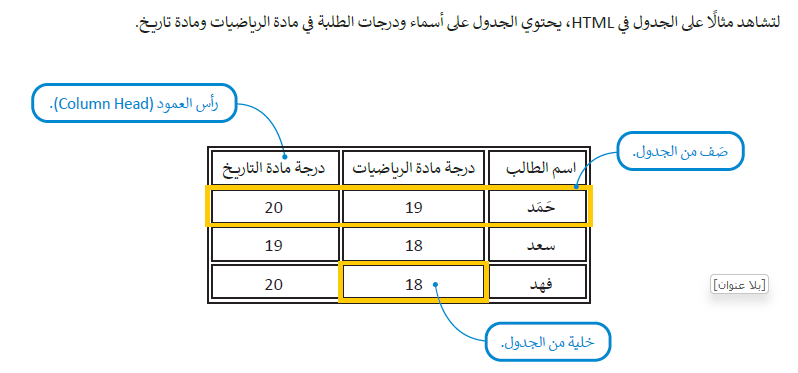 لتشاهد مثالًا على الجدول في HTML، يحتوي الجدول على أسماء ودرجات الطلبة في مادة الرياضيات ومادة تاريخ.
رأس العمود (Column Head).
صَف من الجدول.
اسم الطالب درجة مادة الرياضيات درجة مادة التاريخ
حَمَد 19 20
سعد 18 19
فهد 18 20
[بلا عنوان]
خلية من الجدول.